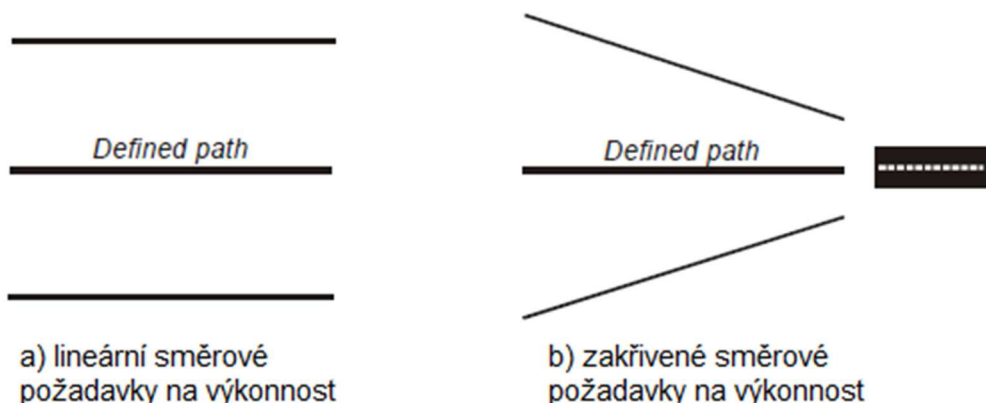 Defined path
Defined path
a) lineární směrové
požadavky na výkonnost
b) zakřivené směrové
požadavky na výkonnost